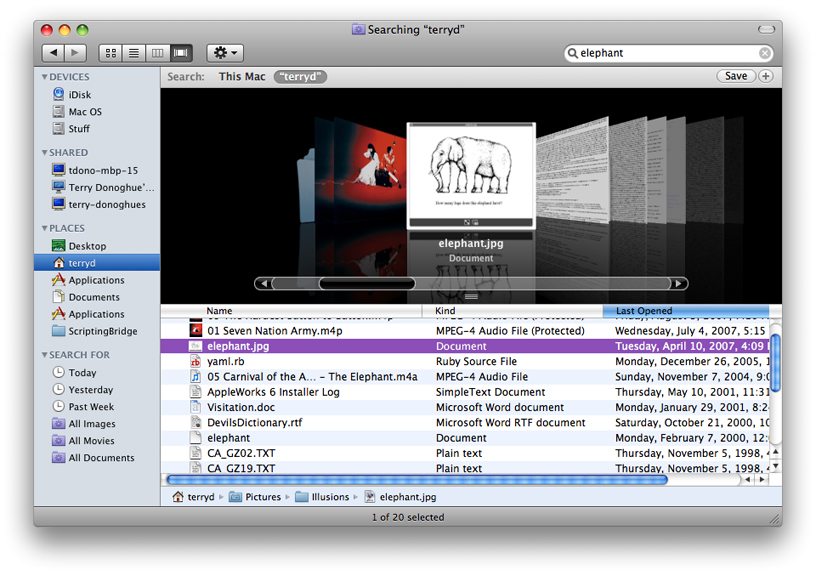 Searching “terryd”
elephant
DEVICES
iDisk
Mac OS
Stuff
SHARED
tdono-mbp-15
Terry Donoghue'...
terry-donoghues
PLACES
Desktop
terryd
Applications
Documents
Applications
ScriptingBridge
SEARCH FOR
Today
Yesterday
Past Week
All Images
All Movies
All Documents
Search: This Mac “terryd” Save
How many legs does this elephant have?
elephant.jpg
Document
Name Kind Last Opened
01 Seven Nation Army.m4p MPEG-4 Audio File (Protected) Wednesday, July 4, 2007, 5:15
elephant.jpg Document Tuesday, April 10, 2007, 4:09
yaml.rb Ruby Source File Monday, December 26, 2005, 
05 Carnival of the A... – The Elephant.m4a MPEG-4 Audio File Sunday, November 7, 2004, 9:0
AppleWorks 6 Installer Log SimpleText Document Thursday, May 10, 2001, 11:31
Visitation.doc Microsoft Word document Monday, January 29, 2001, 8:2
DevilsDictionary.rtf Microsoft Word RTF document Saturday, October 21, 2000, 
elephant Document Monday, February 7, 2000, 12:
CA_GZ02.TXT Plain text Thursday, November 5, 1998, 
CA_GZ19.TXT Plain text Thursday, November 5, 1998, 
terryd Pictures Illusions elephant.jpg
1 of 20 selected